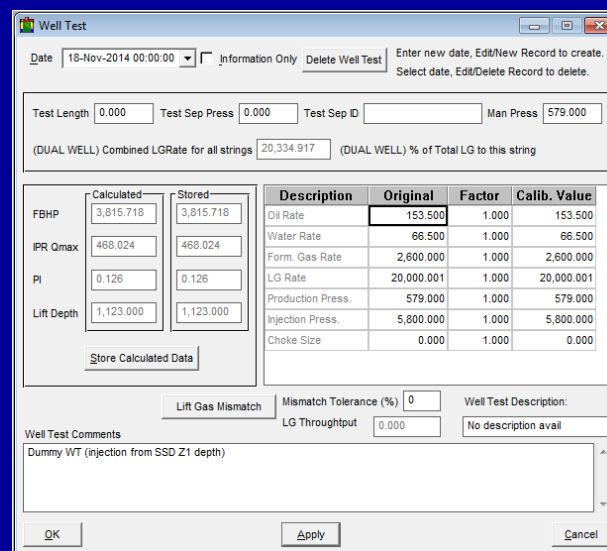 Well Test
Date 18-Nov-2014 00:00:00 Information Only Delete Well Test Enter new date, Edit/New Record to create.
Select date, Edit/Delete Record to delete.
Test Length 0.000 Test Sep Press 0.000 Test Sep ID Man Press 579.000
(DUAL WELL) Combined LGRate for all strings 20,334.917 (DUAL WELL) % of Total LG to this string
Calculated Stored
FBHP 3,815.718 3,815.718
IPR Qmax 468.024 468.024
PI 0.126 0.126
Lift Depth 1,123.000 1,123.000
Store Calculated Data
Description Original Factor Calib. Value
Oil Rate 153.500 1.000 153.500
Water Rate 66.500 1.000 66.500
Form. Gas Rate 2,600.000 1.000 2,600.000
LG Rate 20,000.001 1.000 20,000.001
Production Press. 579.000 1.000 579.000
Injection Press. 5,800.000 1.000 5,800.000
Choke Size 0.000 1.000 0.000
Lift Gas Mismatch Mismatch Tolerance (%) 0 Well Test Description:
LG Throughtput 0.000 No description avail
Well Test Comments
Dummy WT (injection from SSD Z1 depth)
OK Apply Cancel